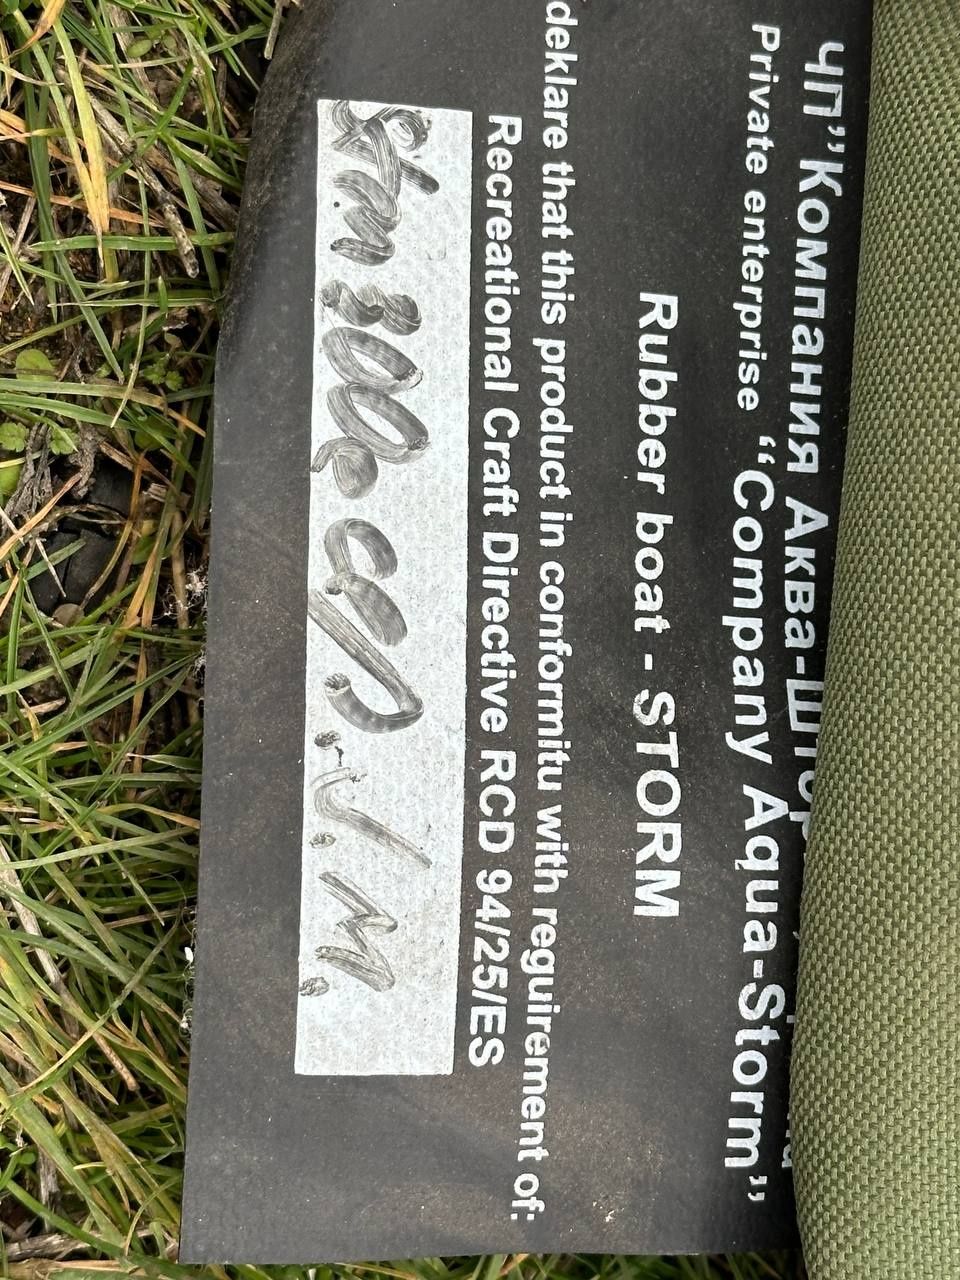 ЧП"Компания Аква-Шторм
Private enterprise “Company Aqua-Storm”
Rubber boat - STORM
deklare that this product in conformitu with reguirement of:
Recreational Craft Directive RCD 94/25/ES